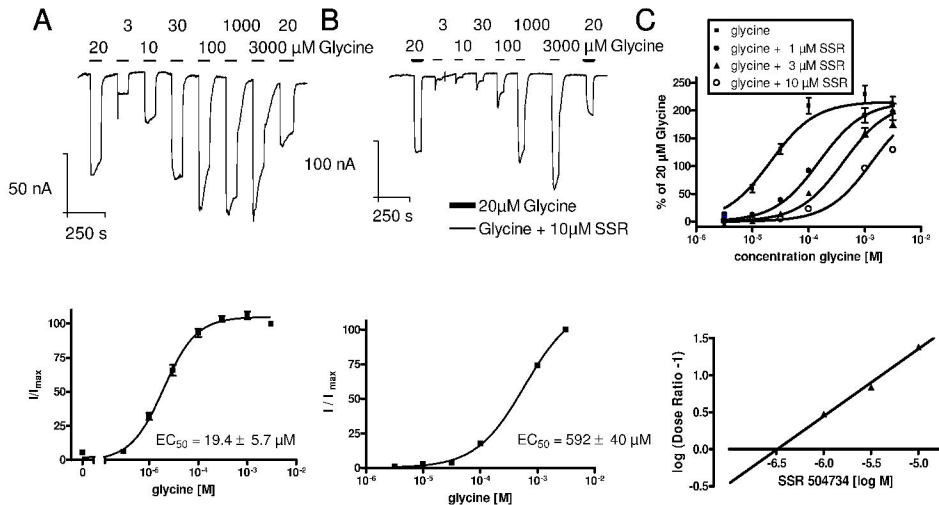 A
3 30 1000 20
20 10 100 3000 µM Glycine
50 nA
250 s
B
3 30 1000 20
20 10 100 3000 µM Glycine
100 nA
250 s
20µM Glycine
Glycine + 10µM SSR
C
glycine
glycine + 1 µM SSR
glycine + 3 µM SSR
glycine + 10 µM SSR
% of 20 µM Glycine
250
200
150
100
50
0
10⁻⁶ 10⁻⁵ 10⁻⁴ 10⁻³ 10⁻²
concentration glycine [M]
I/Imax
100
75
50
25
0
EC50 = 19.4 ± 5.7 µM
0 10⁻⁶ 10⁻⁴ 10⁻³ 10⁻²
glycine [M]
I / Imax
100
75
50
25
0
EC50 = 592 ± 40 µM
10⁻⁶ 10⁻⁵ 10⁻⁴ 10⁻³ 10⁻²
glycine [M]
log (Dose Ratio -1)
1.5
1.0
0.5
0.0
-0.5
-6.5 -6.0 -5.5 -5.0
SSR 504734 [log M]